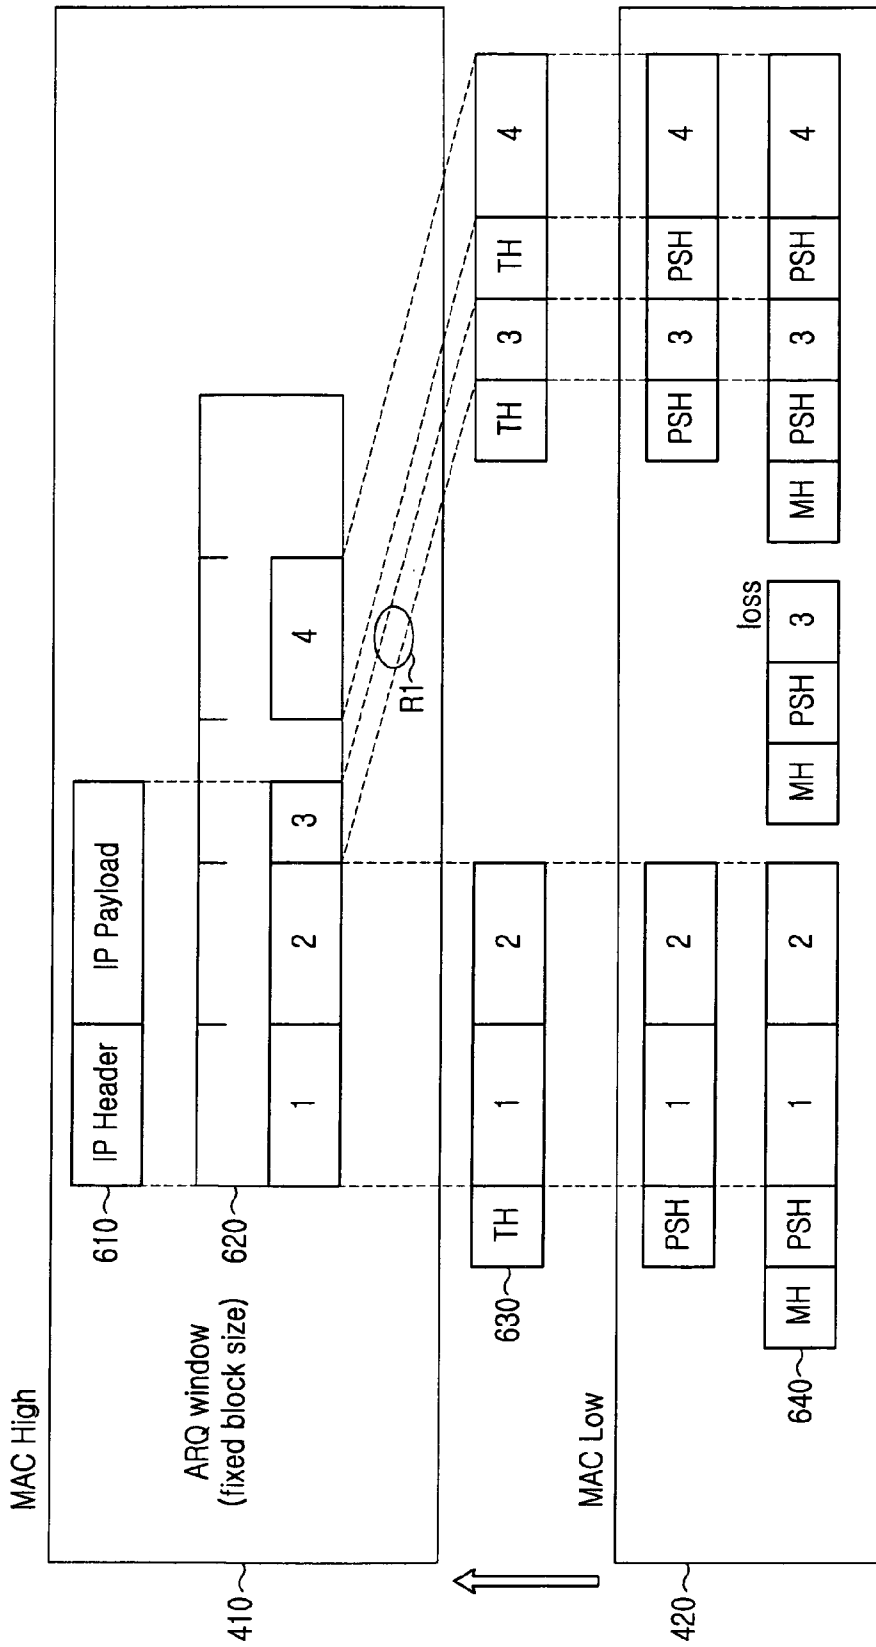 MAC High
410
610
IP Header IP Payload
ARQ window
(fixed block size)
620
1 2 3 4
R1
630
TH 1 2 TH 3 TH 4
MAC Low
420
PSH 1 2 PSH 3 PSH 4
loss
640
MH PSH 1 2 MH PSH 3 MH PSH 3 PSH 4